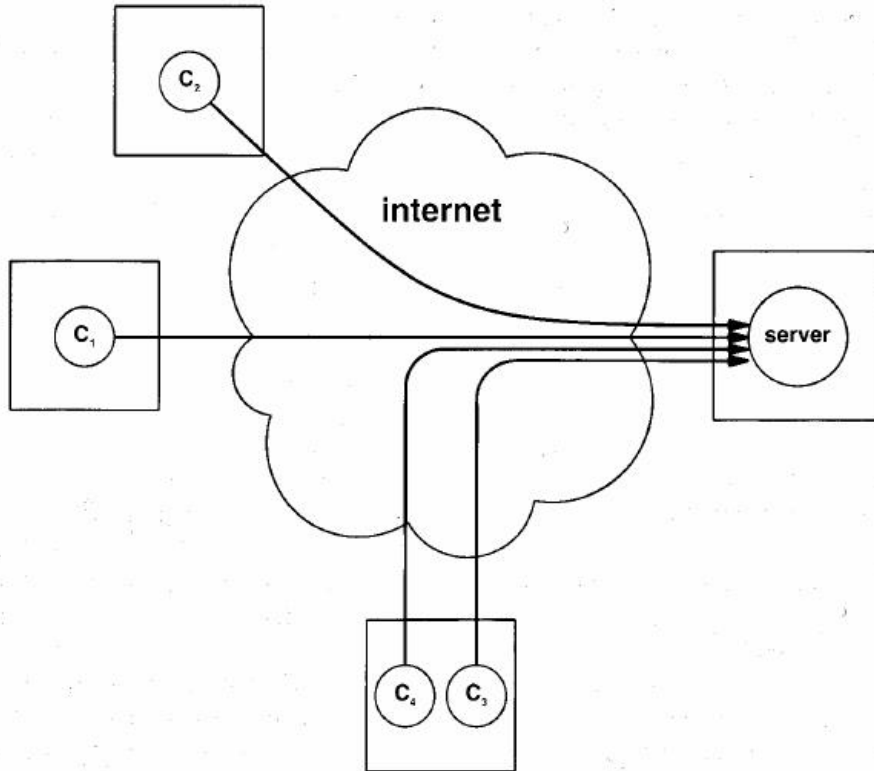 C₂
internet
C₁
server
C₄
C₃